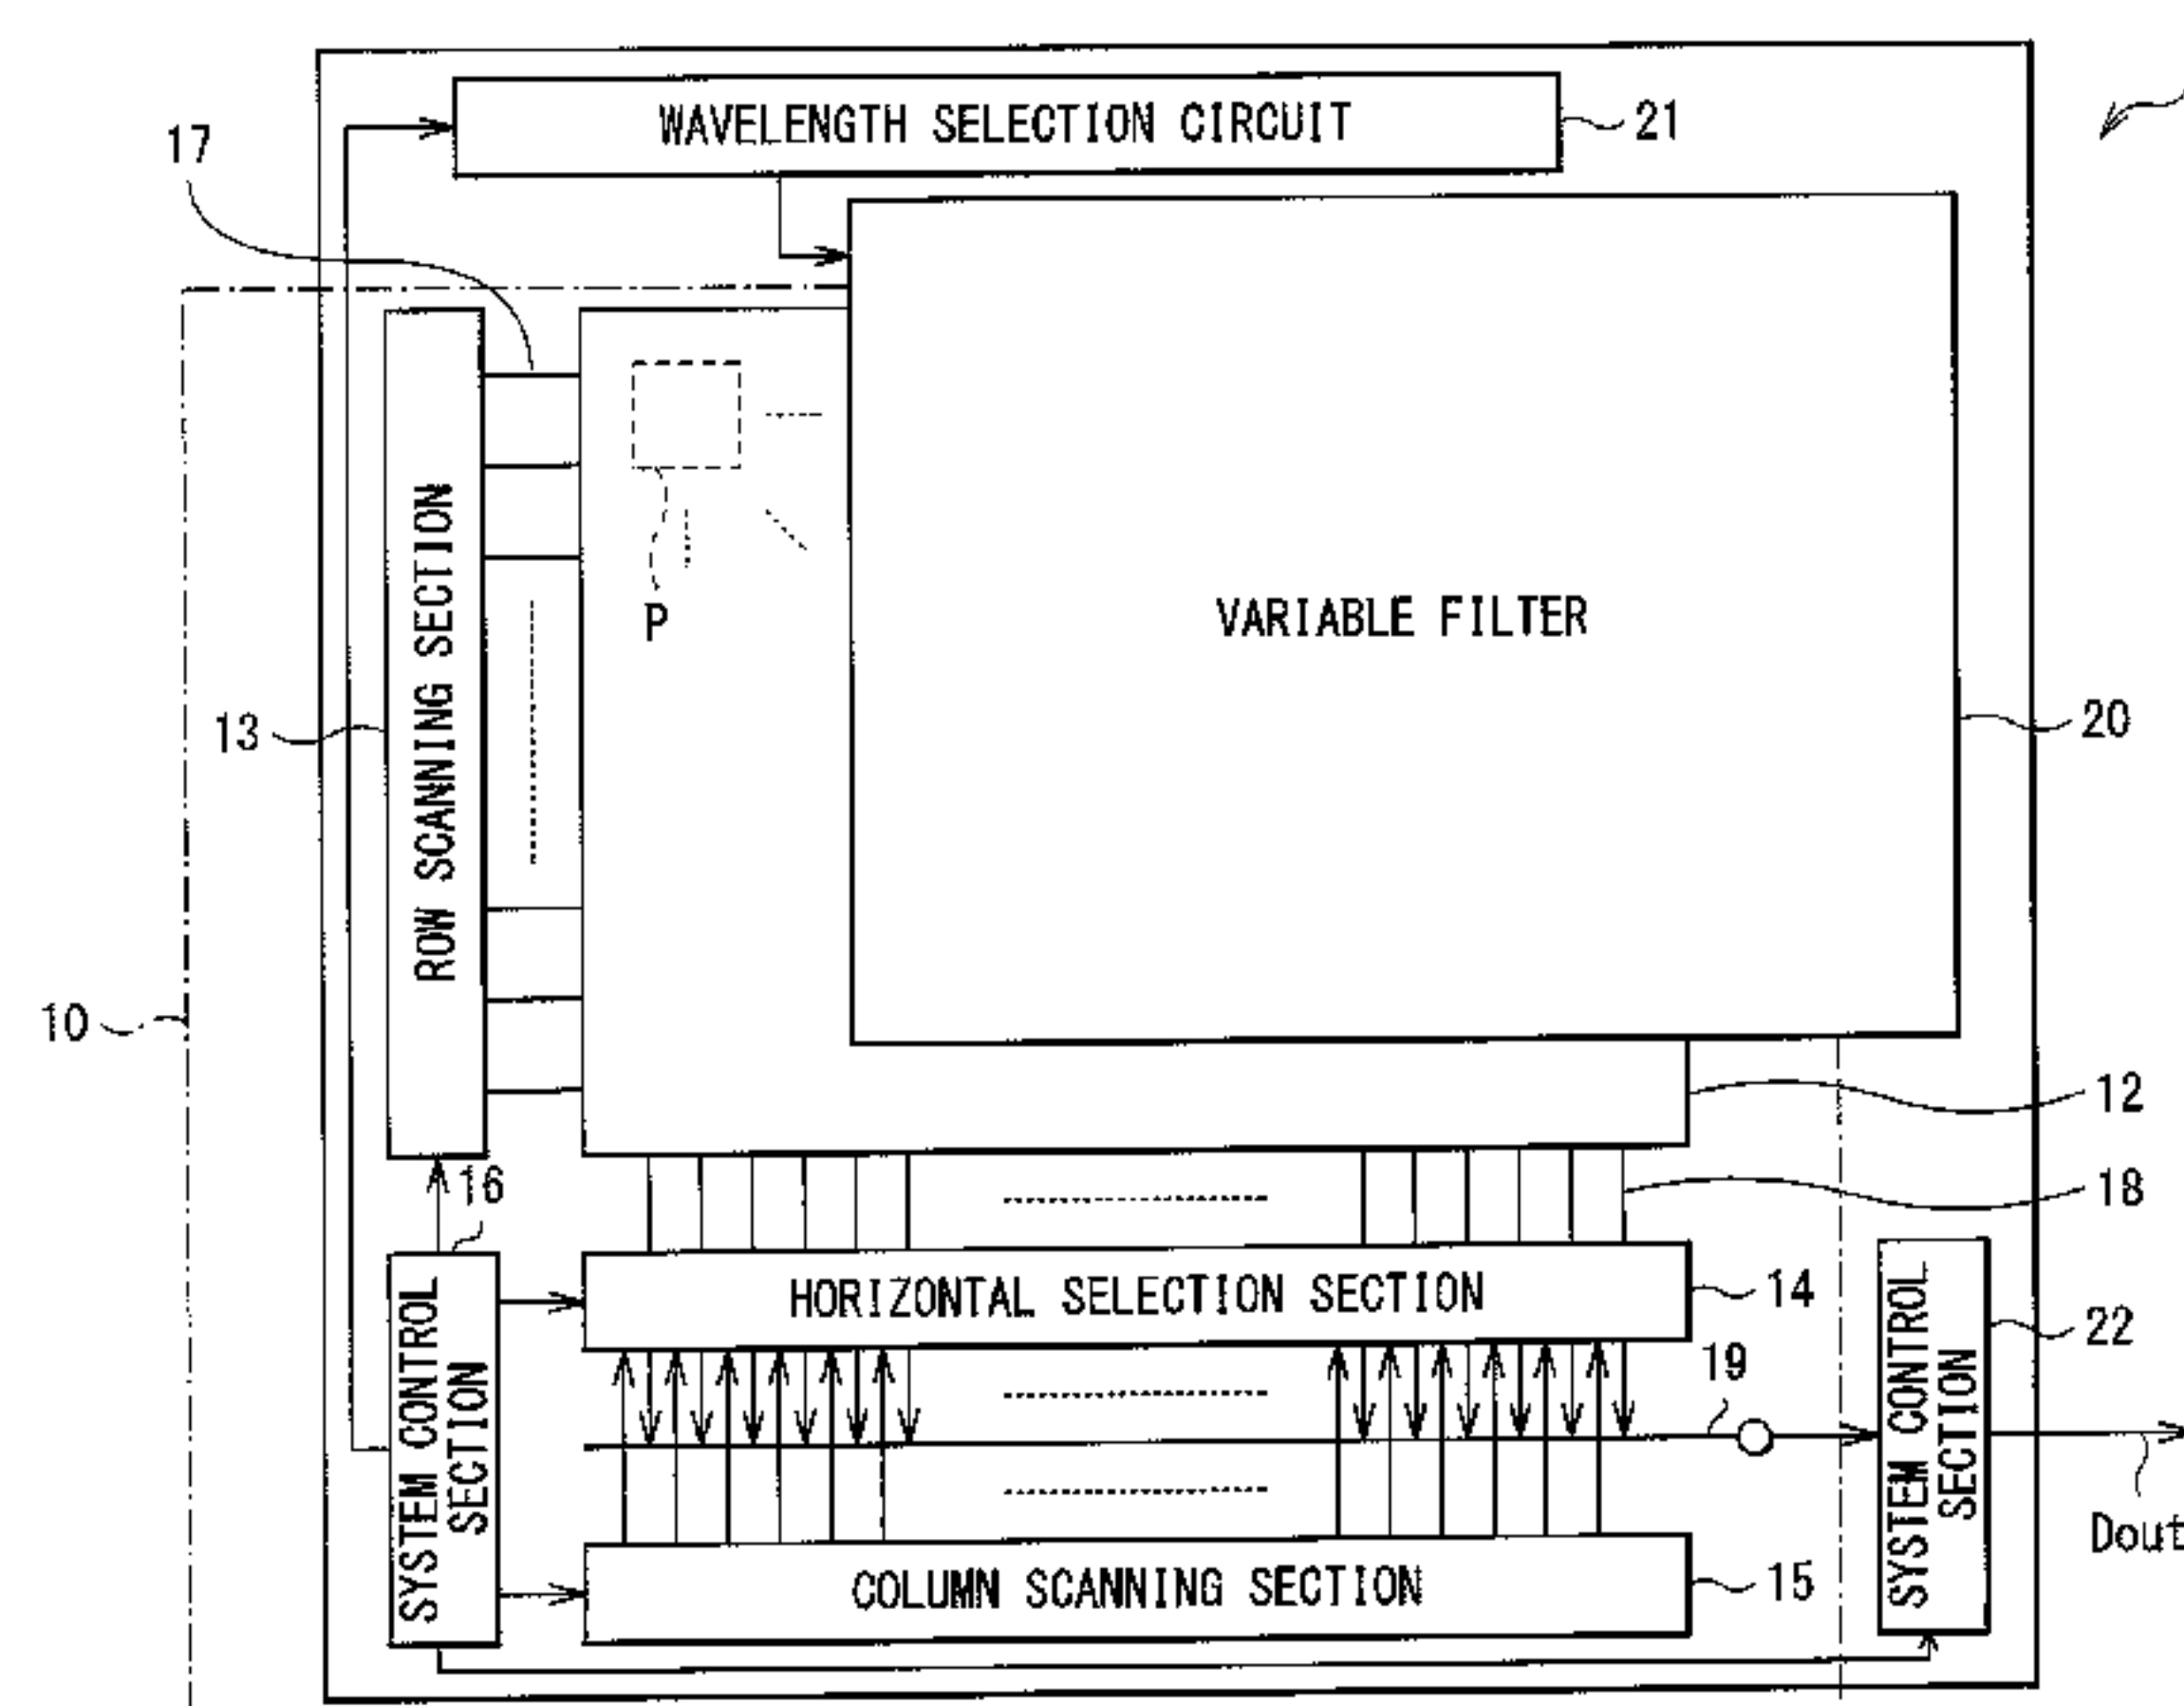 WAVELENGTH SELECTION CIRCUIT
21
17
VARIABLE FILTER
P
ROW SCANNING SECTION
13
20
10
12
16
18
HORIZONTAL SELECTION SECTION
14
22
19
SYSTEM CONTROL
SECTION
SYSTEM CONTROL
SECTION
Dout
COLUMN SCANNING SECTION
15